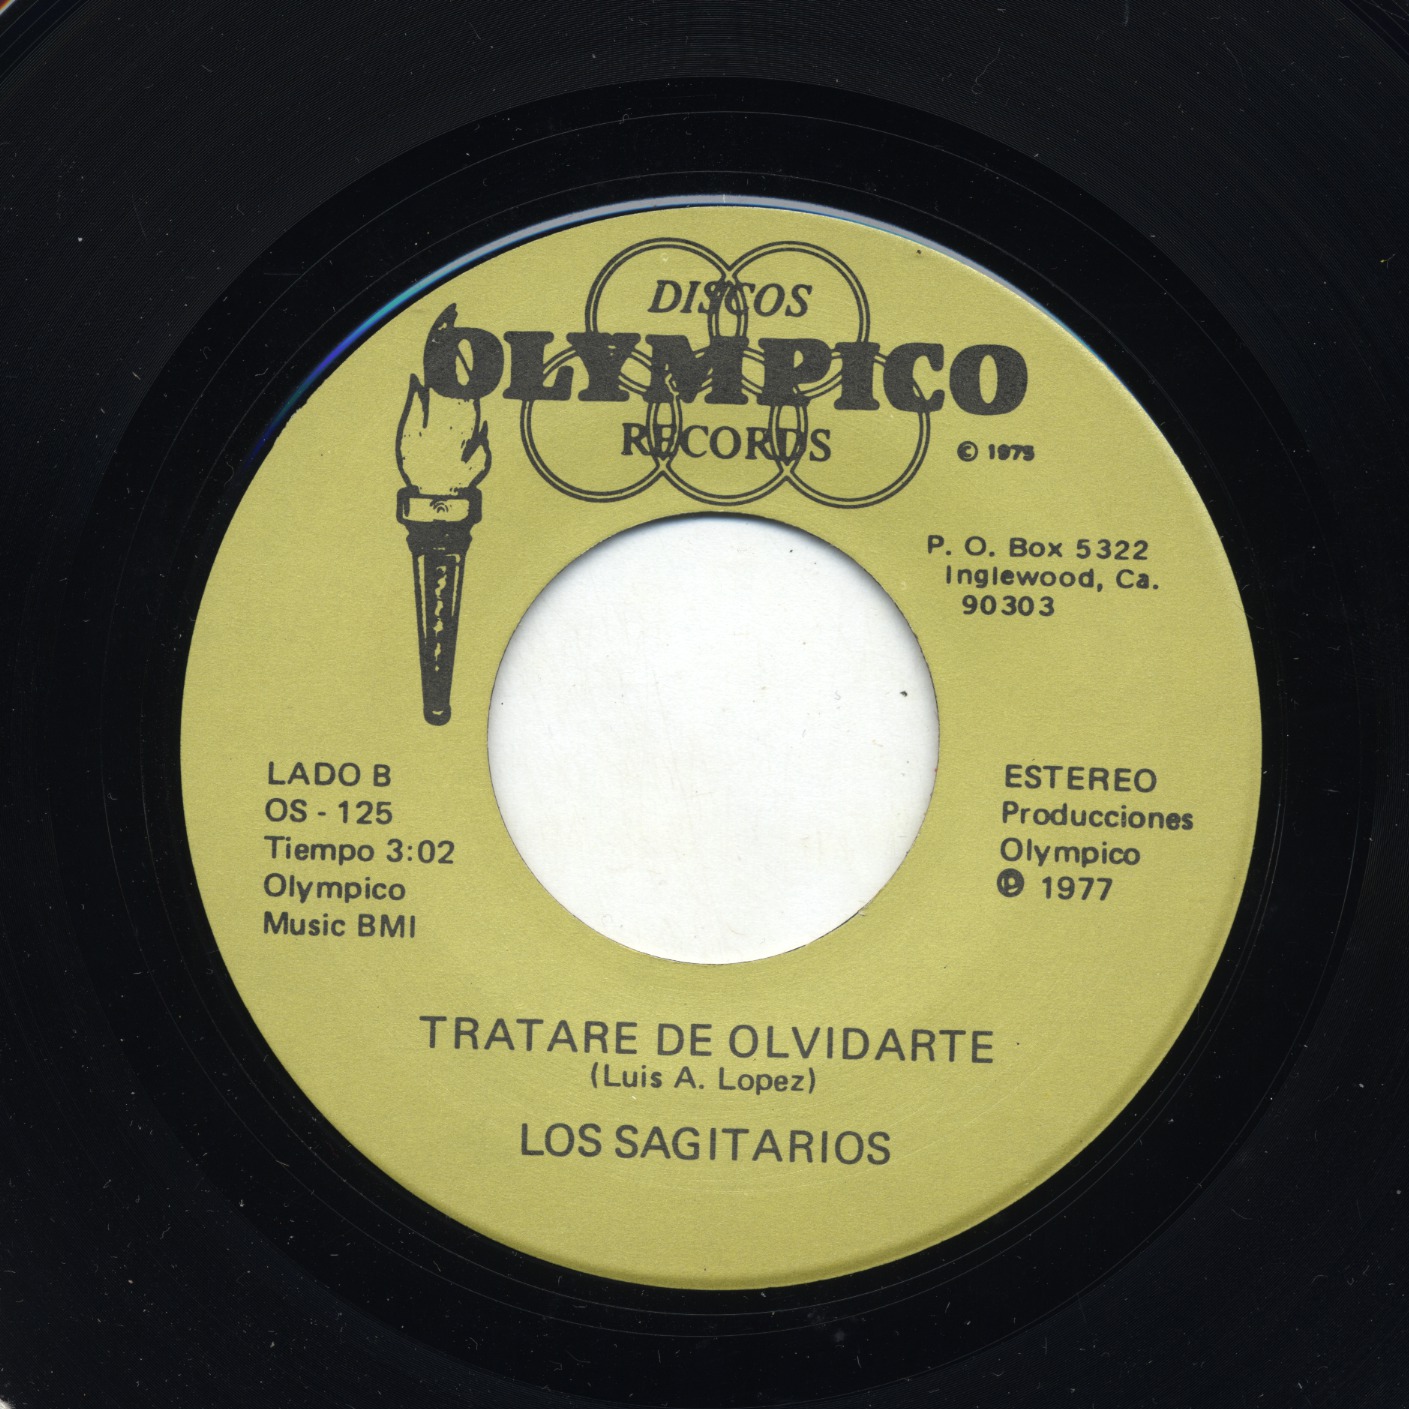 DISCOS
OLYMPICO
RECORDS
© 1975
P. O. Box 5322
Inglewood, Ca.
90303
LADO B
OS - 125
Tiempo 3:02
Olympico
Music BMI
ESTEREO
Producciones
Olympico
℗ 1977
TRATARE DE OLVIDARTE
(Luis A. Lopez)
LOS SAGITARIOS